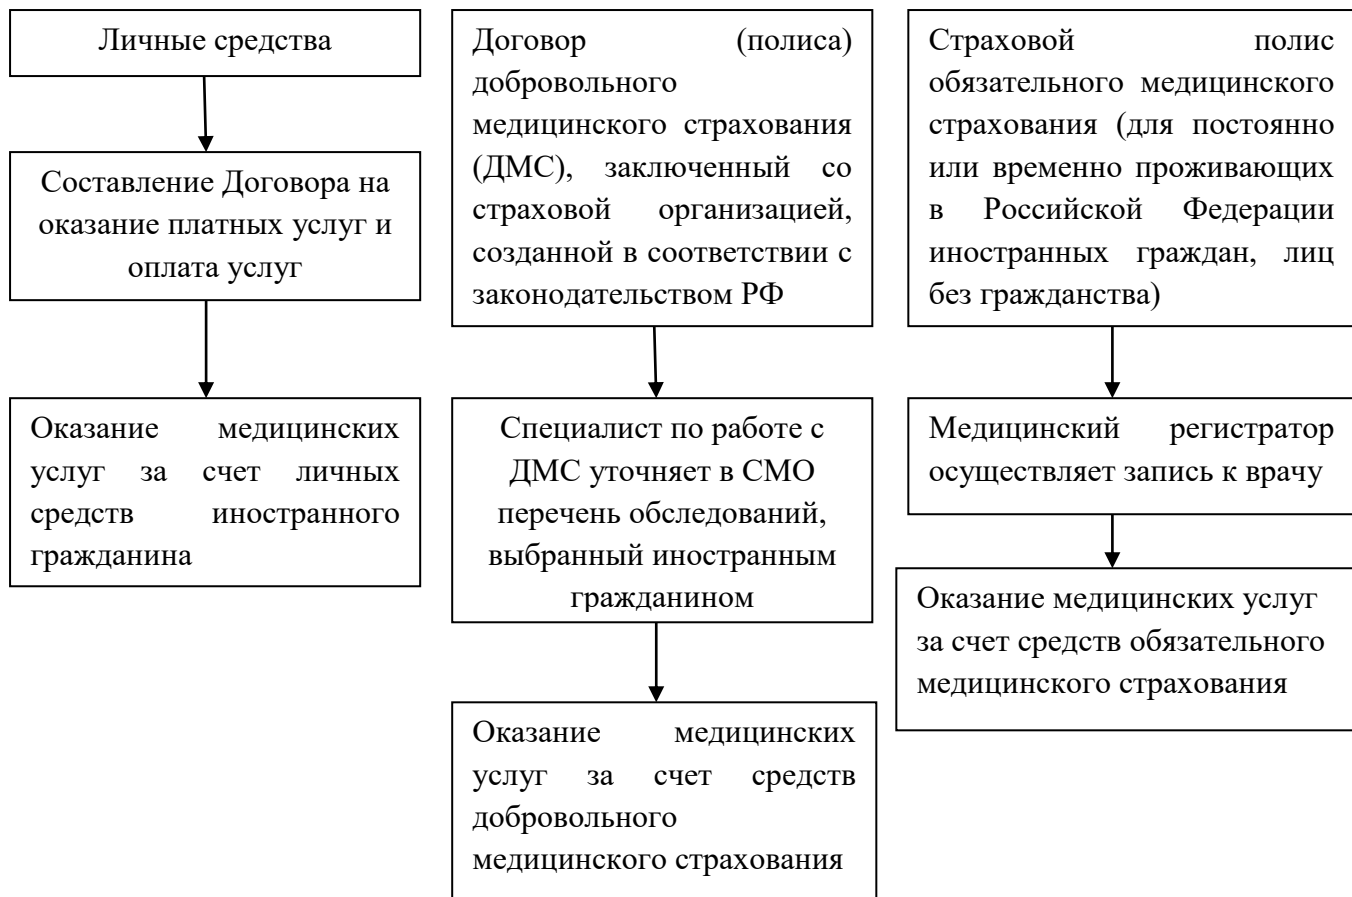 Личные средства
Составление Договора на
оказание платных услуг и
оплата услуг
Оказание медицинских
услуг за счет личных
средств иностранного
гражданина
Договор (полиса)
добровольного
медицинского страхования
(ДМС), заключенный со
страховой организацией,
созданной в соответствии с
законодательством РФ
Специалист по работе с
ДМС уточняет в СМО
перечень обследований,
выбранный иностранным
гражданином
Оказание медицинских
услуг за счет средств
добровольного
медицинского страхования
Страховой полис
обязательного медицинского
страхования (для постоянно
или временно проживающих
в Российской Федерации
иностранных граждан, лиц
без гражданства)
Медицинский регистратор
осуществляет запись к врачу
Оказание медицинских услуг
за счет средств обязательного
медицинского страхования